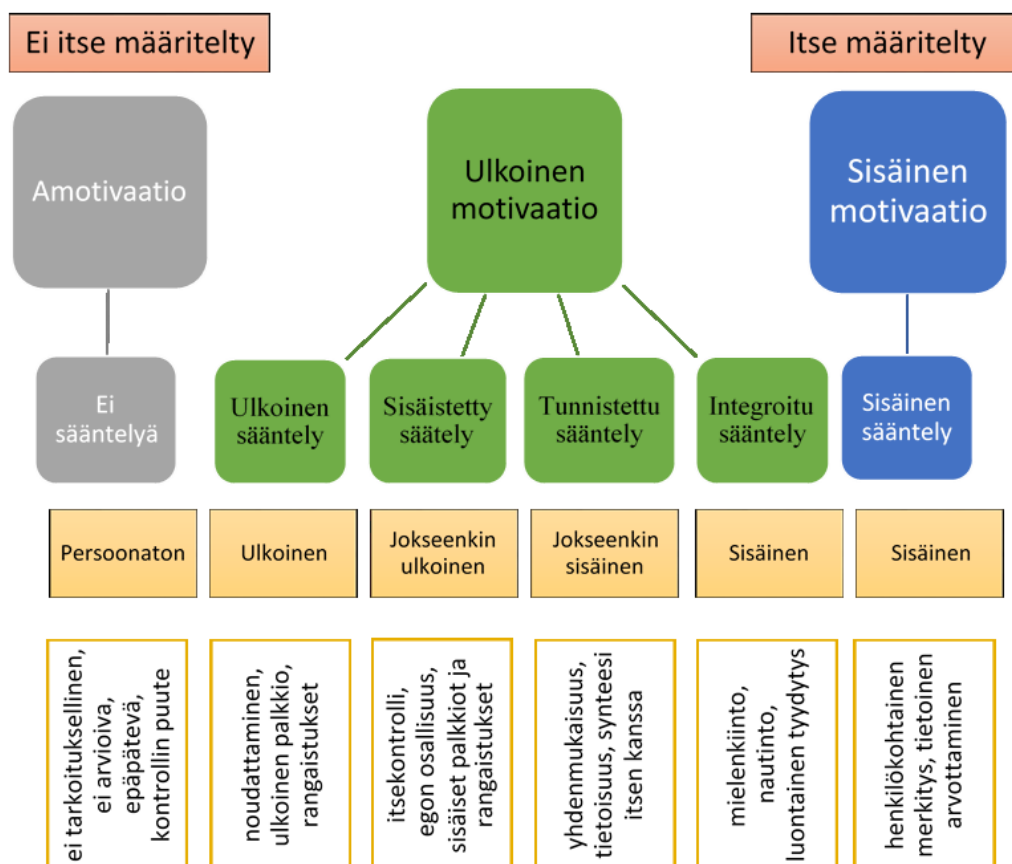 Ei itse määritelty
Itse määritelty
Amotivaatio
Ulkoinen
motivaatio
Sisäinen
motivaatio
Ei
sääntelyä
Ulkoinen
sääntely
Sisäistetty
säätely
Tunnistettu
sääntely
Integroitu
sääntely
Sisäinen
sääntely
Persoonaton
Ulkoinen
Jokseenkin
ulkoinen
Jokseenkin
sisäinen
Sisäinen
Sisäinen
ei tarkoituksellinen,
ei arvioiva,
epäpätevä,
kontrollin puute
noudattaminen,
ulkoinen palkkio,
rangaistukset
itsekontrolli,
egon osallisuus,
sisäiset palkkiot ja
rangaistukset
yhdenmukaisuus,
tietoisuus, synteesi
itsen kanssa
mielenkiinto,
nautinto,
luontainen tyydytys
henkilökohtainen
merkitys, tietoinen
arvottaminen